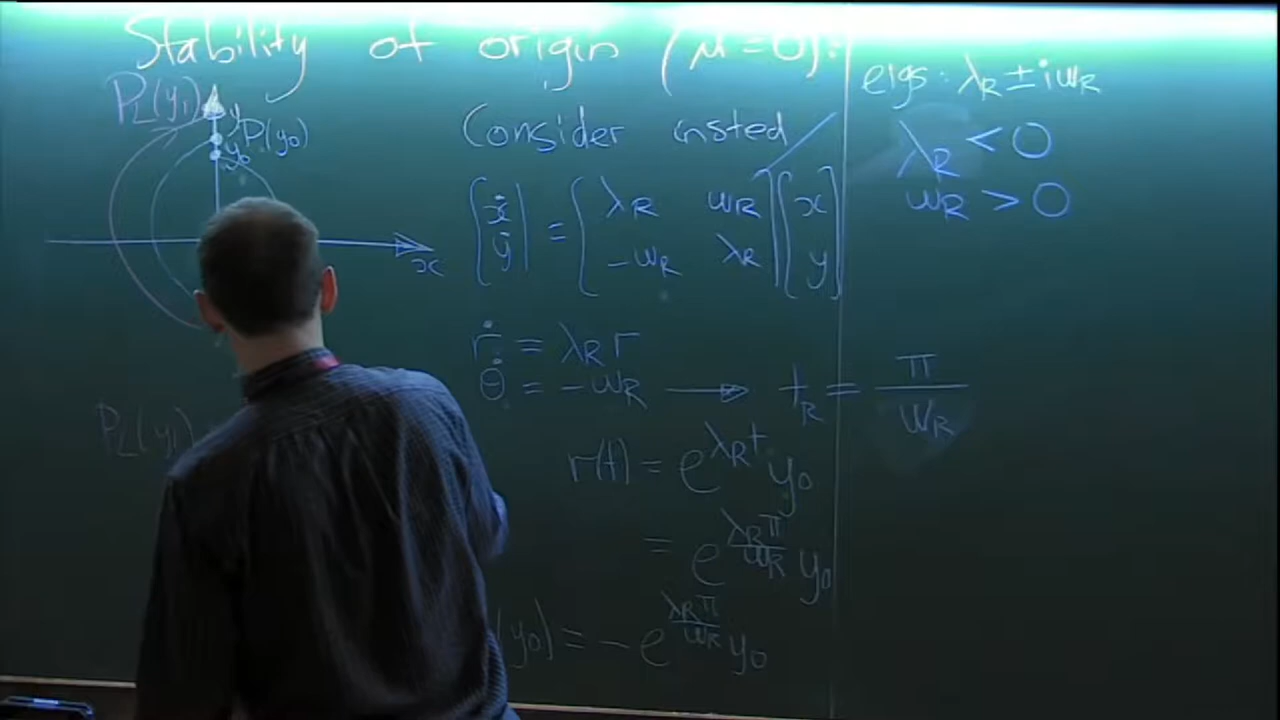 Stability of origin (μ=0):
P_L(y_1)
y
P(y_0)
y_0
x
Consider insted
[ẋ ẏ] = [λ_R ω_R -ω_R λ_R][x y]
ṙ = λ_R r
θ̇ = -ω_R → t_R = π/ω_R
r(t) = e^{λ_R t} y_0
= e^{λ_R π/ω_R} y_0
(y_0) = -e^{λ_R π/ω_R} y_0
P_L(y_1)
eigs: λ_R ± iω_R
λ_R < 0
ω_R > 0